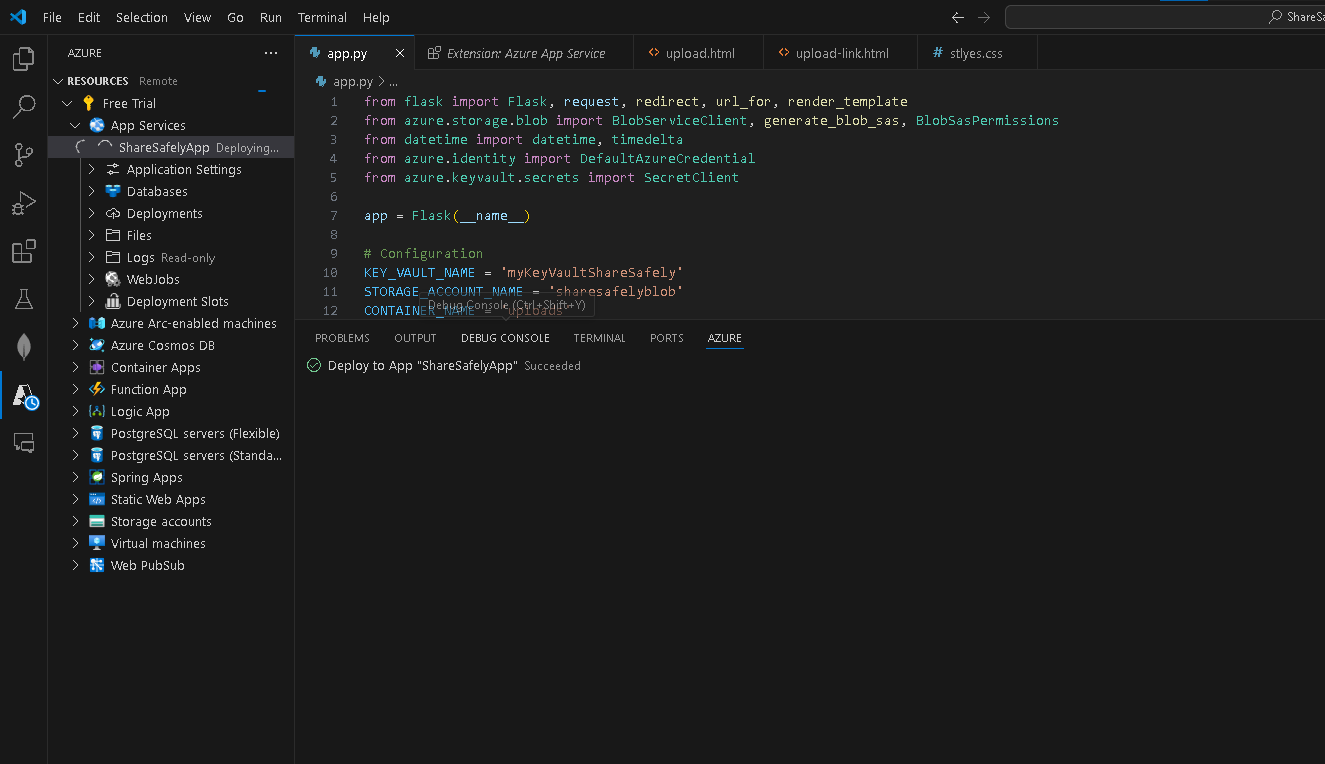 File Edit Selection View Go Run Terminal Help
ShareSa
AZURE
RESOURCES Remote
Free Trial
App Services
ShareSafelyApp Deploying...
Application Settings
Databases
Deployments
Files
Logs Read-only
WebJobs
Deployment Slots
Azure Arc-enabled machines
Azure Cosmos DB
Container Apps
Function App
Logic App
PostgreSQL servers (Flexible)
PostgreSQL servers (Standa...
Spring Apps
Static Web Apps
Storage accounts
Virtual machines
Web PubSub
app.py Extension: Azure App Service upload.html upload-link.html stlyes.css
app.py > ...
1 from flask import Flask, request, redirect, url_for, render_template
2 from azure.storage.blob import BlobServiceClient, generate_blob_sas, BlobSasPermissions
3 from datetime import datetime, timedelta
4 from azure.identity import DefaultAzureCredential
5 from azure.keyvault.secrets import SecretClient
6
7 app = Flask(__name__)
8
9 # Configuration
10 KEY_VAULT_NAME = 'myKeyVaultShareSafely'
11 STORAGE_ACCOUNT_NAME = 'sharesafelyblob'
12 CONTAINER_NAME = 'uploads'
Debug Console (Ctrl+Shift+Y)
PROBLEMS OUTPUT DEBUG CONSOLE TERMINAL PORTS AZURE
Deploy to App "ShareSafelyApp" Succeeded